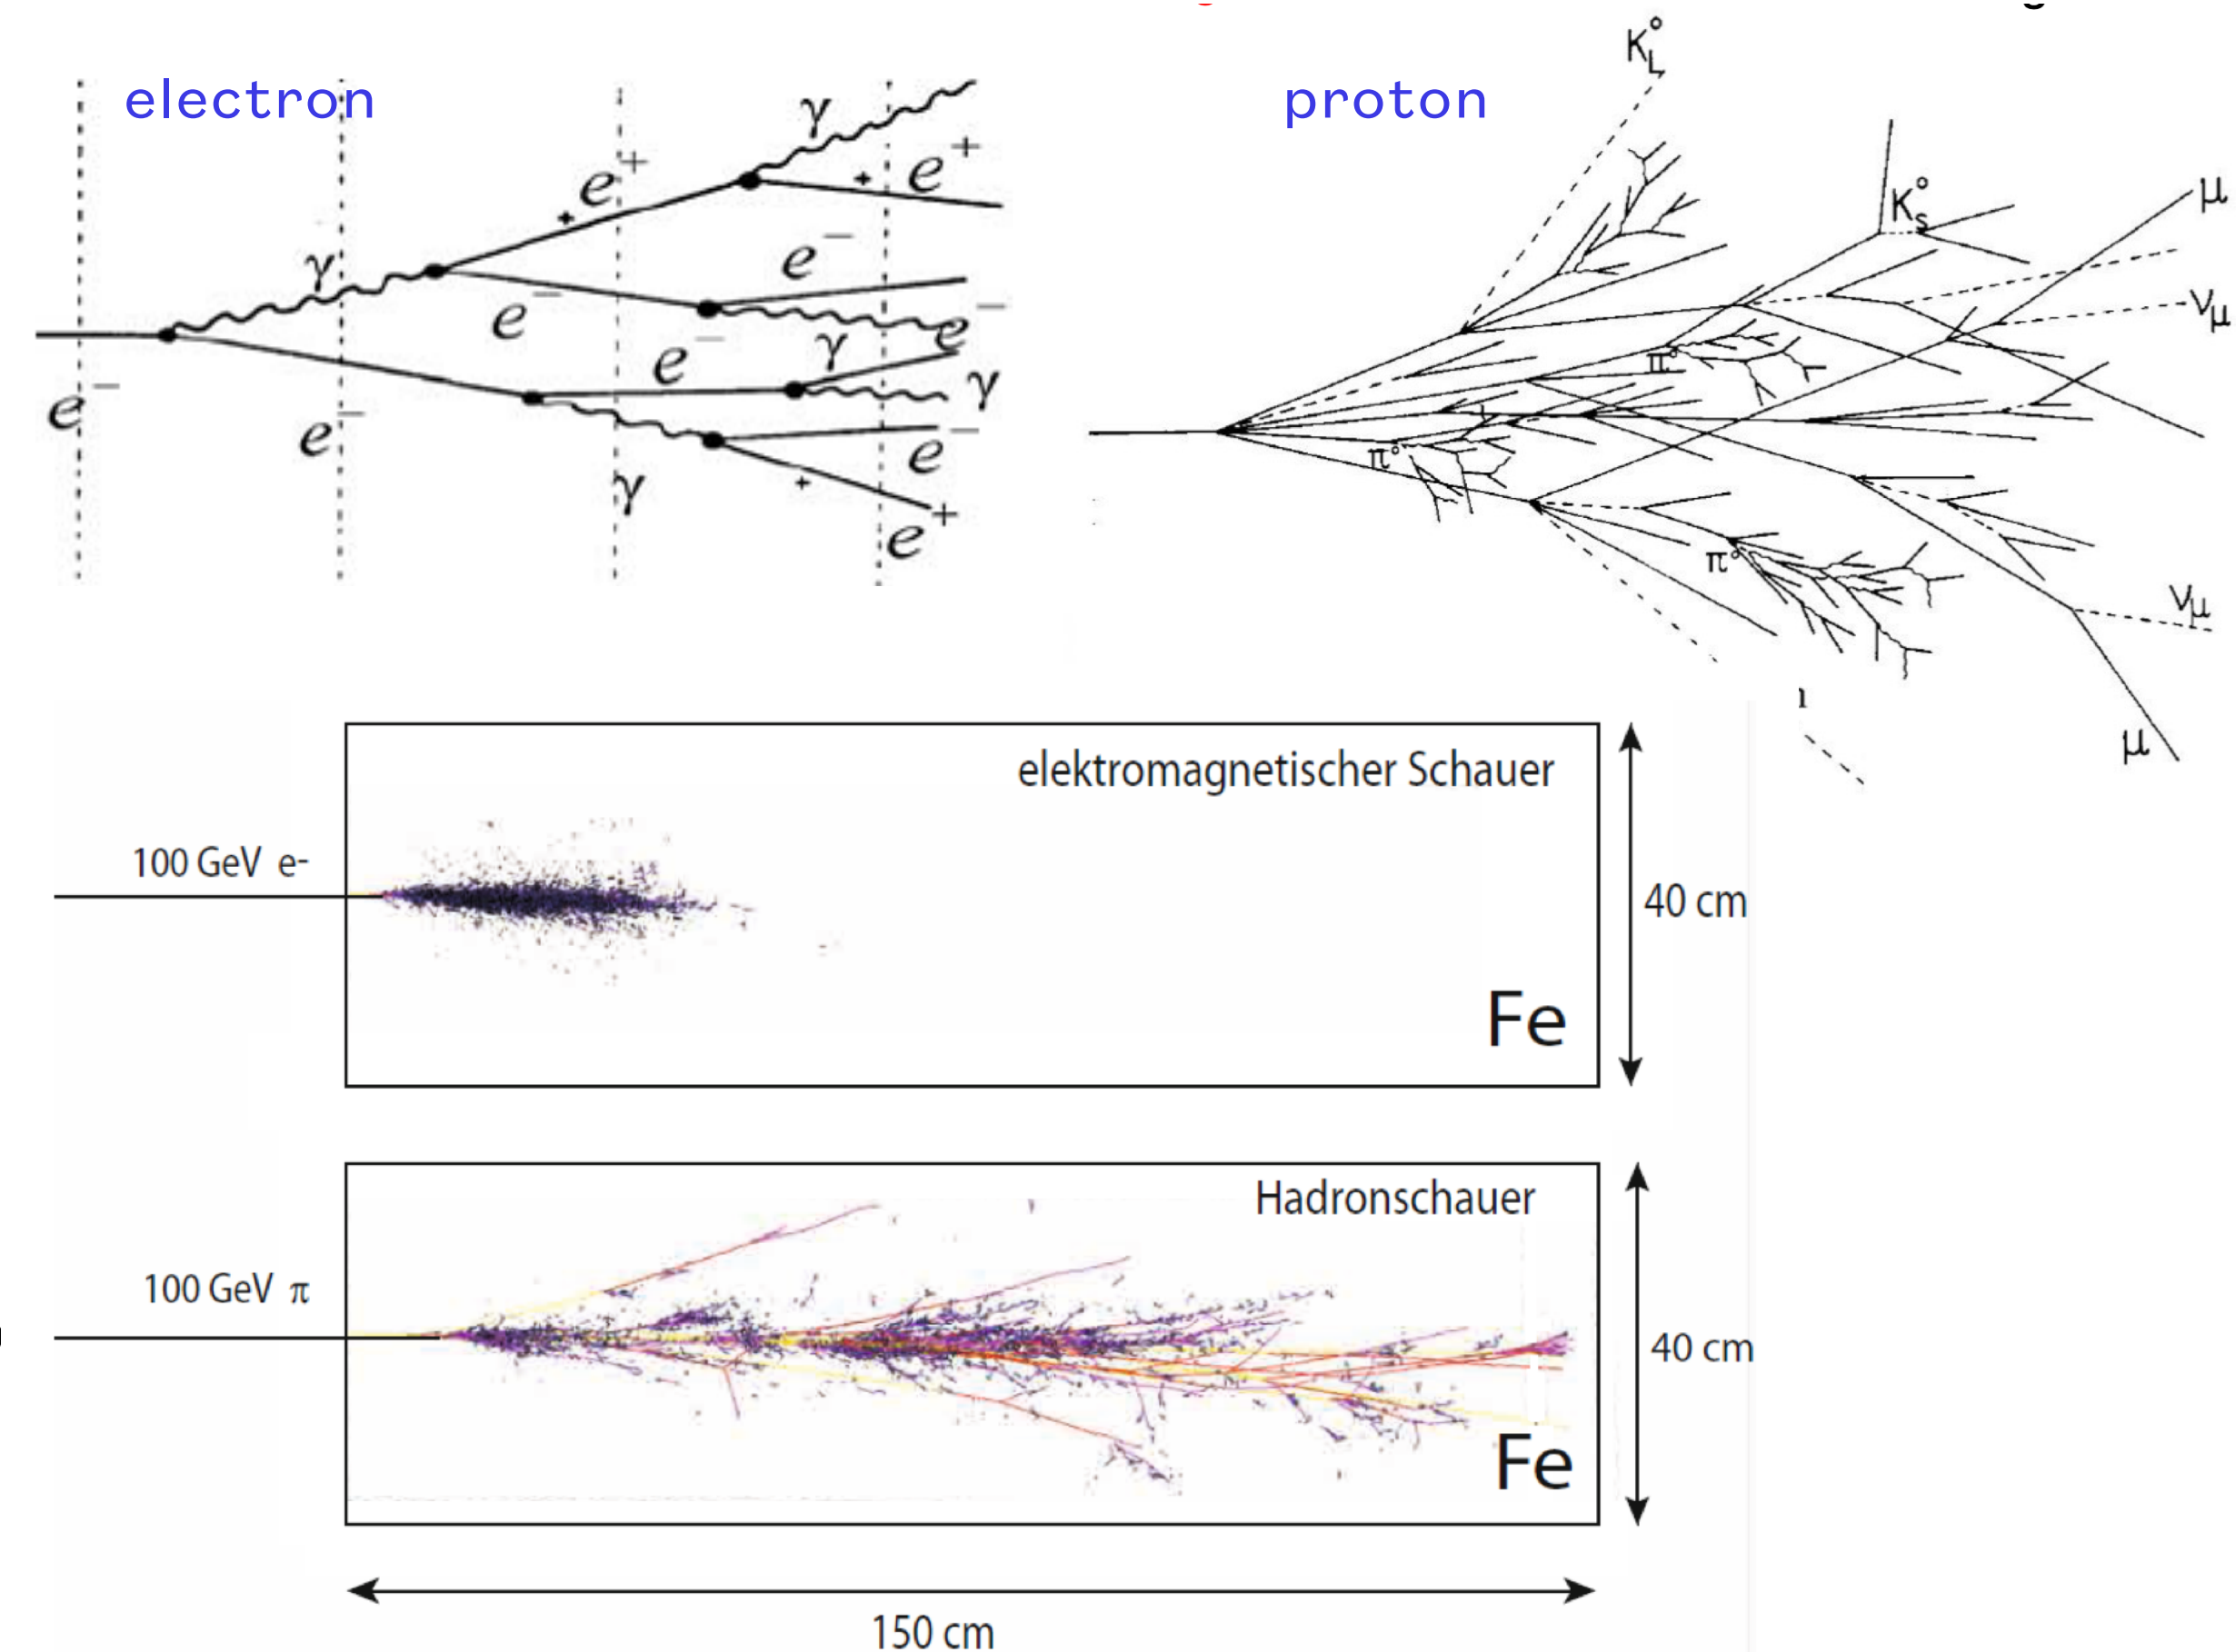 electron
proton
γ
e⁺
γ
e⁺
e⁻
γ
e⁻
e⁻
e⁻
γ
γ
e⁻
e⁻
e⁻
γ
e⁺
K°L
K°s
μ
νμ
π°
π°
π°
νμ
μ
elektromagnetischer Schauer
100 GeV e-
40 cm
Fe
Hadronschauer
100 GeV π
40 cm
Fe
150 cm